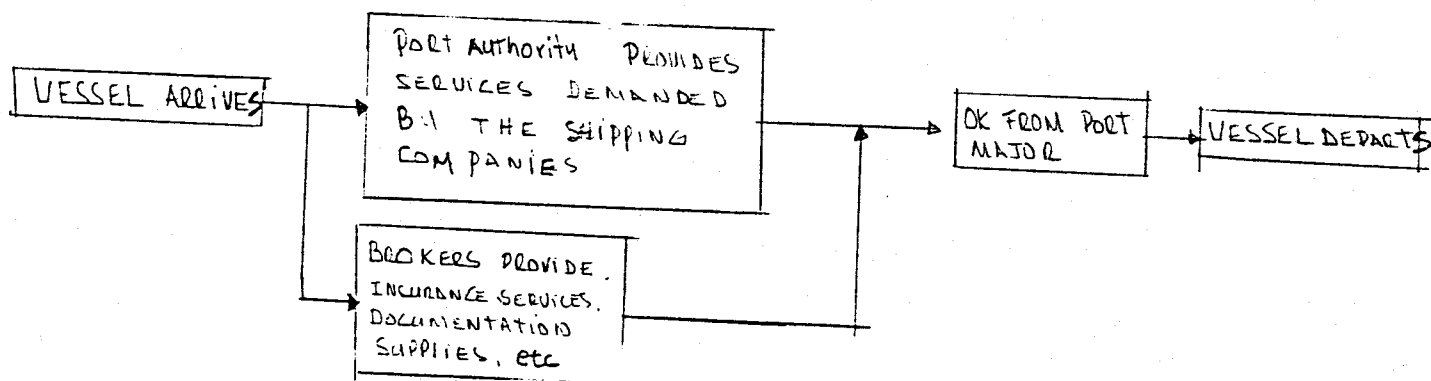 VESSEL ARRIVES
PORT AUTHORITY PROVIDES
SERVICES DEMANDED
BY THE SHIPPING
COMPANIES
BROKERS PROVIDE.
INSURANCE SERVICES.
DOCUMENTATION
SUPPLIES, etc
OK FROM PORT
MAJOR
VESSEL DEPARTS